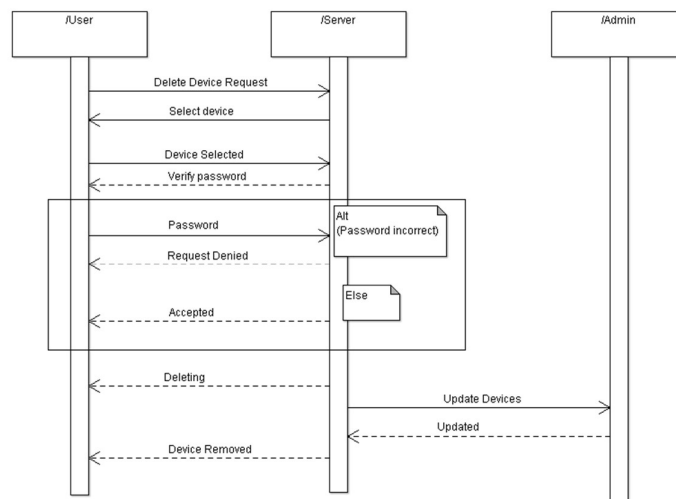 /User
/Server
/Admin
Delete Device Request
Select device
Device Selected
Verify password
Alt
(Password incorrect)
Password
Request Denied
Else
Accepted
Deleting
Update Devices
Updated
Device Removed